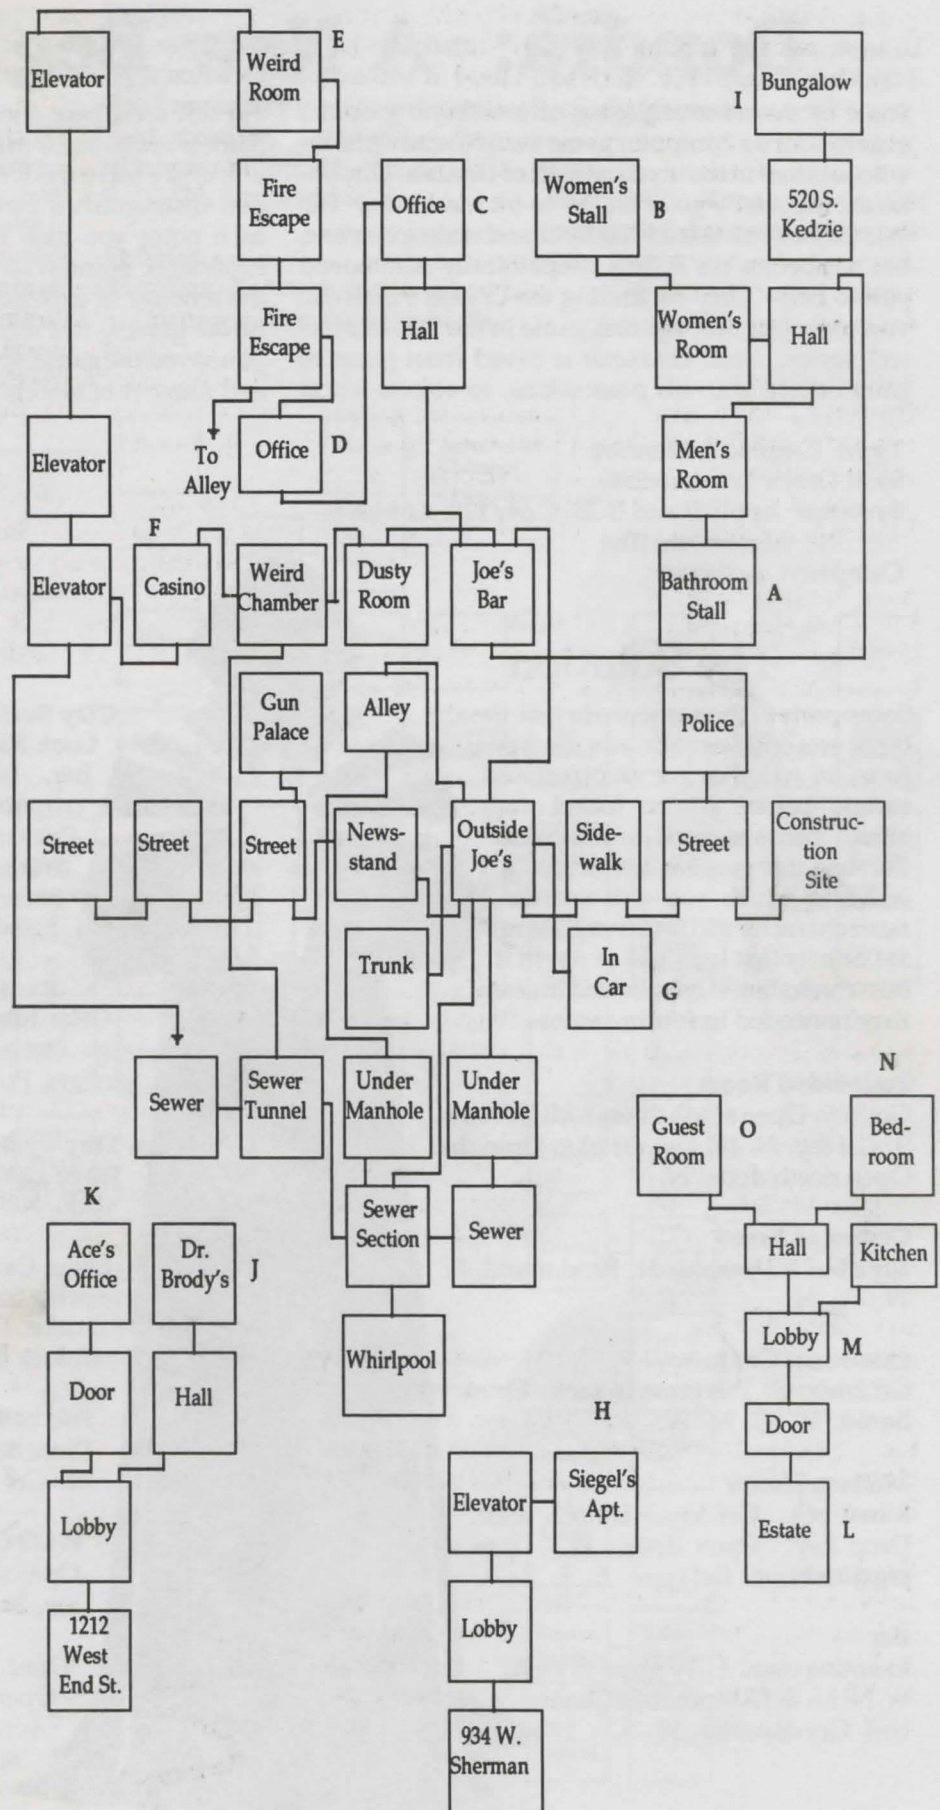 E
Elevator
Weird
Room
I
Bungalow
Fire
Escape
Office
C
Women's
Stall
B
520 S.
Kedzie
Fire
Escape
Hall
Women's
Room
Hall
To
Alley
Elevator
Office
D
Men's
Room
F
Elevator
Casino
Weird
Chamber
Dusty
Room
Joe's
Bar
Bathroom
Stall
A
Gun
Palace
Alley
Police
Street
Street
Street
News-
stand
Outside
Joe's
Side-
walk
Street
Construc-
tion
Site
Trunk
In
Car
G
Sewer
Sewer
Tunnel
Under
Manhole
Under
Manhole
N
Guest
Room
O
Bed-
room
K
Sewer
Section
Sewer
Ace's
Office
Dr.
Brody's
J
Hall
Kitchen
Lobby
M
Whirlpool
Door
Hall
H
Door
Elevator
Siegel's
Apt.
Estate
L
Lobby
Lobby
1212
West
End St.
934 W.
Sherman